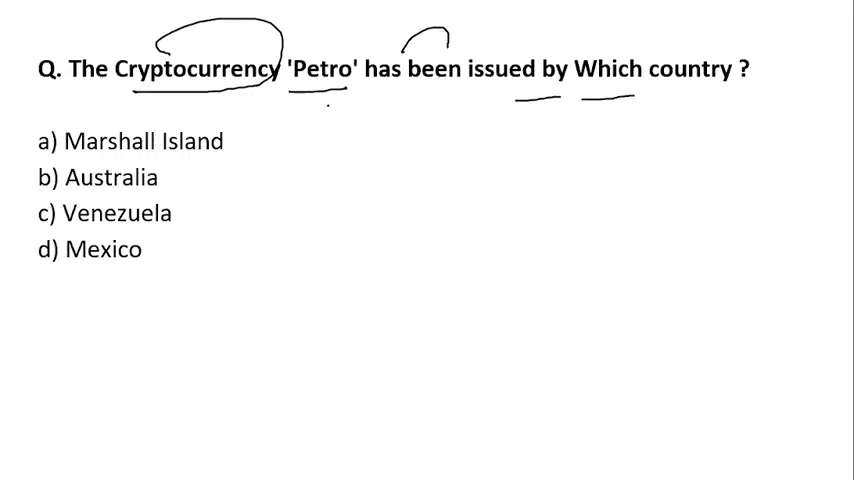 Q. The Cryptocurrency 'Petro' has been issued by Which country ?
a) Marshall Island
b) Australia
c) Venezuela
d) Mexico